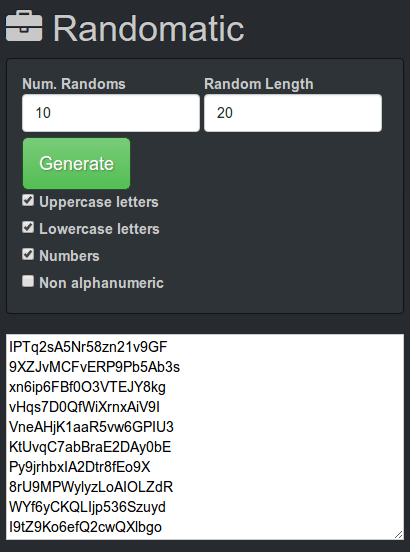 Randomatic
Num. Randoms Random Length
10 20
Generate
Uppercase letters
Lowercase letters
Numbers
Non alphanumeric
IPTq2sA5Nr58zn21v9GF
9XZJvMCFvERP9Pb5Ab3s
xn6ip6FBf0O3VTEJY8kg
vHqs7D0QfWiXrnxAiV9I
VneAHjK1aaR5vw6GPIU3
KtUvqC7abBraE2DAy0bE
Py9jrhbxIA2Dtr8fEo9X
8rU9MPWylyzLoAIOLZdR
WYf6yCKQLIjp536Szuyd
I9tZ9Ko6efQ2cwQXlbgo